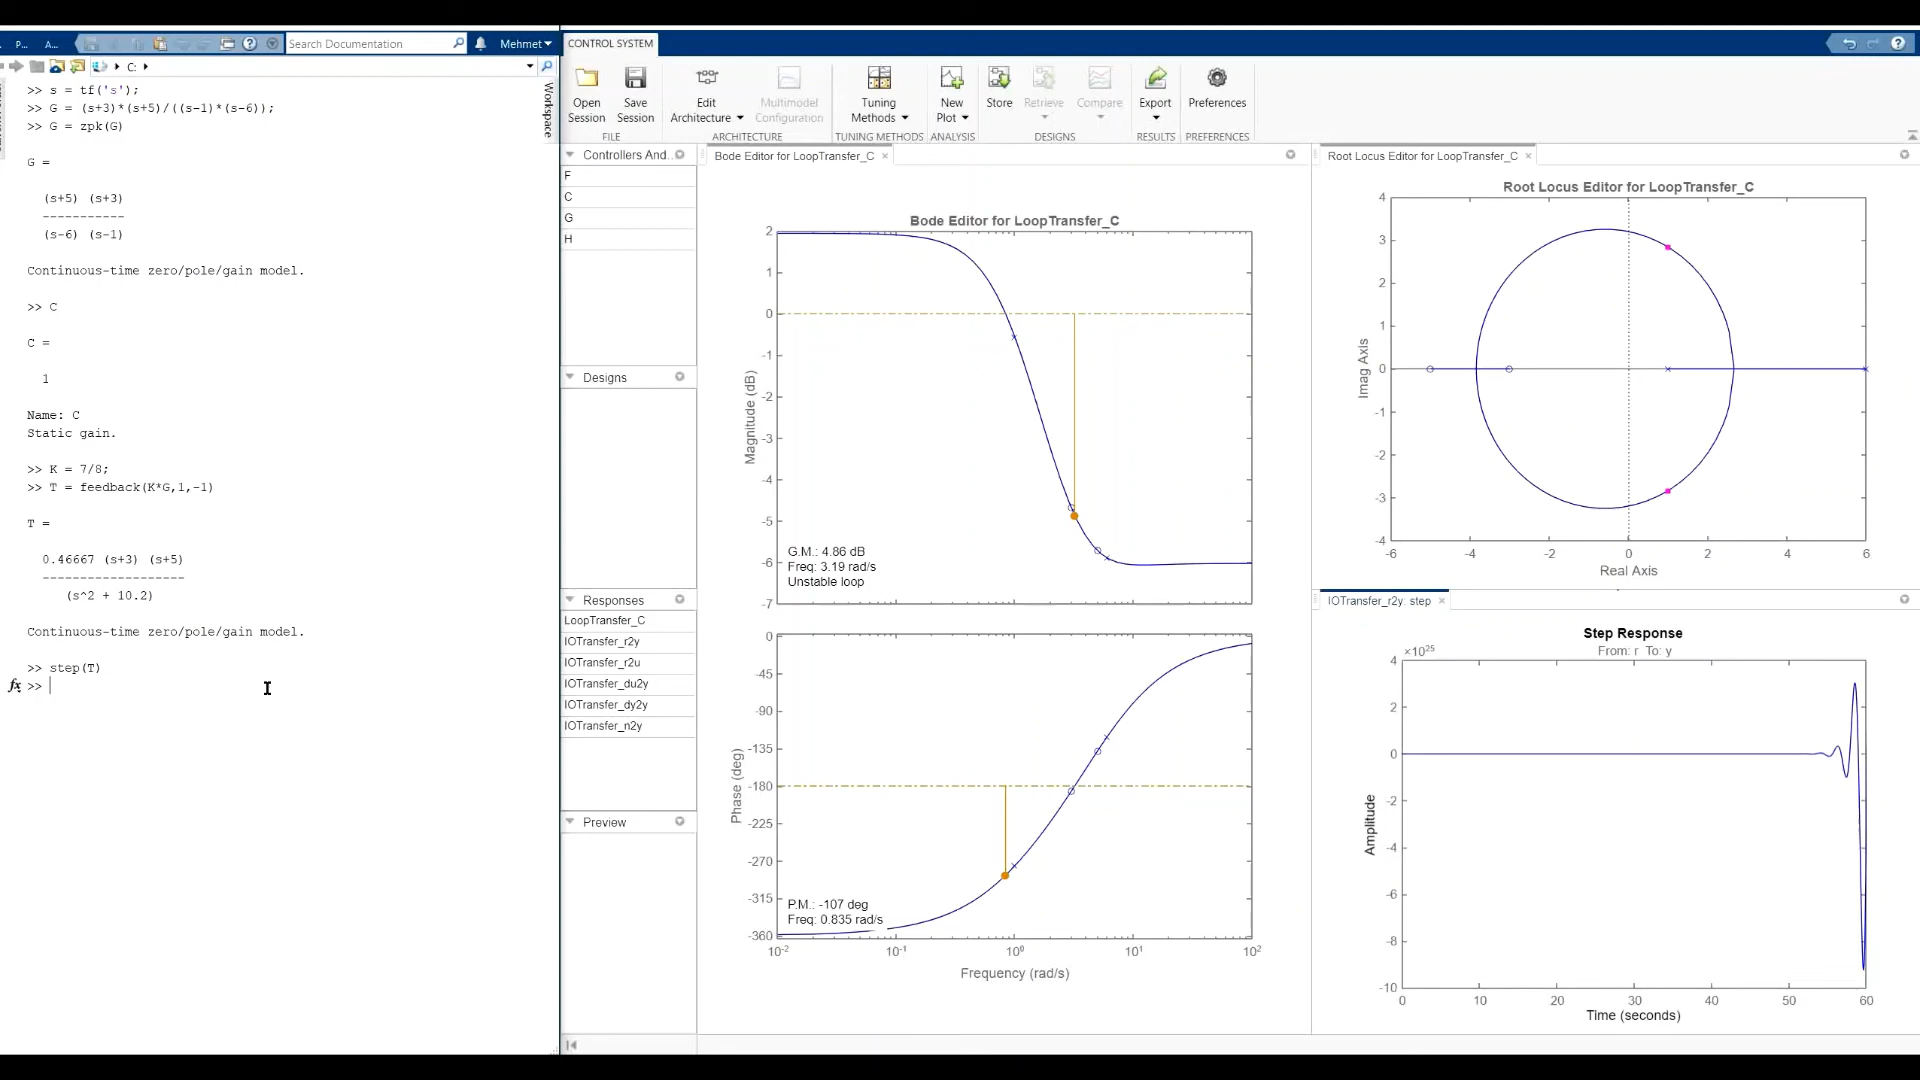 P... A... Search Documentation Mehmet
C:
>> s = tf('s');
>> G = (s+3)*(s+5)/((s-1)*(s-6));
>> G = zpk(G)
G =
(s+5) (s+3)
-----------
(s-6) (s-1)
Continuous-time zero/pole/gain model.
>> C
C =
1
Name: C
Static gain.
>> K = 7/8;
>> T = feedback(K*G,1,-1)
T =
0.46667 (s+3) (s+5)
-------------------
(s^2 + 10.2)
Continuous-time zero/pole/gain model.
>> step(T)
fx >>
Workspace
CONTROL SYSTEM
Open Session
Save Session
Edit Architecture
Multimodel Configuration
Tuning Methods
New Plot
Store
Retrieve
Compare
Export
Preferences
FILE
ARCHITECTURE
TUNING METHODS
ANALYSIS
DESIGNS
RESULTS
PREFERENCES
Controllers And...
F
C
G
H
Designs
Responses
LoopTransfer_C
IOTransfer_r2y
IOTransfer_r2u
IOTransfer_du2y
IOTransfer_dy2y
IOTransfer_n2y
Preview
Bode Editor for LoopTransfer_C
Bode Editor for LoopTransfer_C
Magnitude (dB)
2
1
0
-1
-2
-3
-4
-5
-6
-7
G.M.: 4.86 dB
Freq: 3.19 rad/s
Unstable loop
Phase (deg)
0
-45
-90
-135
-180
-225
-270
-315
-360
P.M.: -107 deg
Freq: 0.835 rad/s
10-2 10-1 100 101 102
Frequency (rad/s)
Root Locus Editor for LoopTransfer_C
Root Locus Editor for LoopTransfer_C
Imag Axis
4
3
2
1
0
-1
-2
-3
-4
-6 -4 -2 0 2 4 6
Real Axis
IOTransfer_r2y: step
Step Response
From: r To: y
×1025
Amplitude
4
2
0
-2
-4
-6
-8
-10
0 10 20 30 40 50 60
Time (seconds)